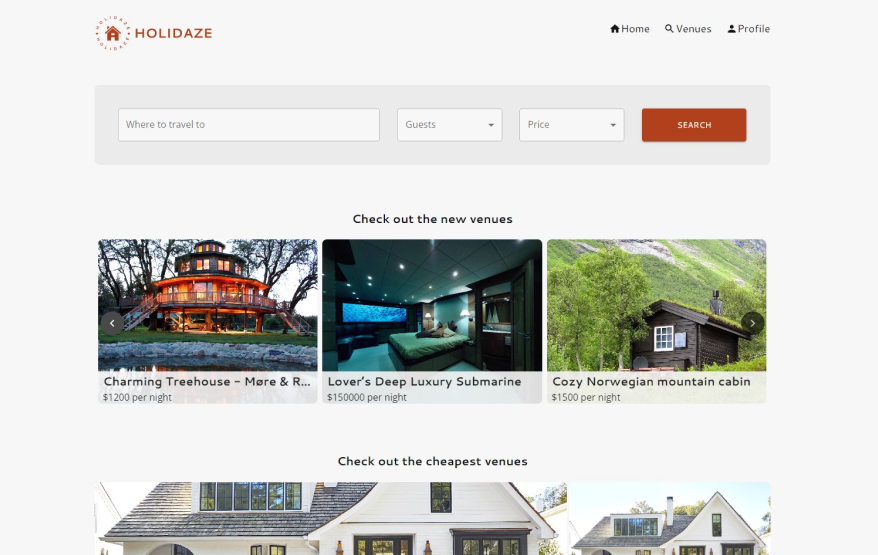 HOLIDAZE
HOLIDAZE
HOLIDAZE
Home
Venues
Profile
Where to travel to
Guests
Price
SEARCH
Check out the new venues
Charming Treehouse - Møre & R...
$1200 per night
Lover's Deep Luxury Submarine
$150000 per night
Cozy Norwegian mountain cabin
$1500 per night
Check out the cheapest venues